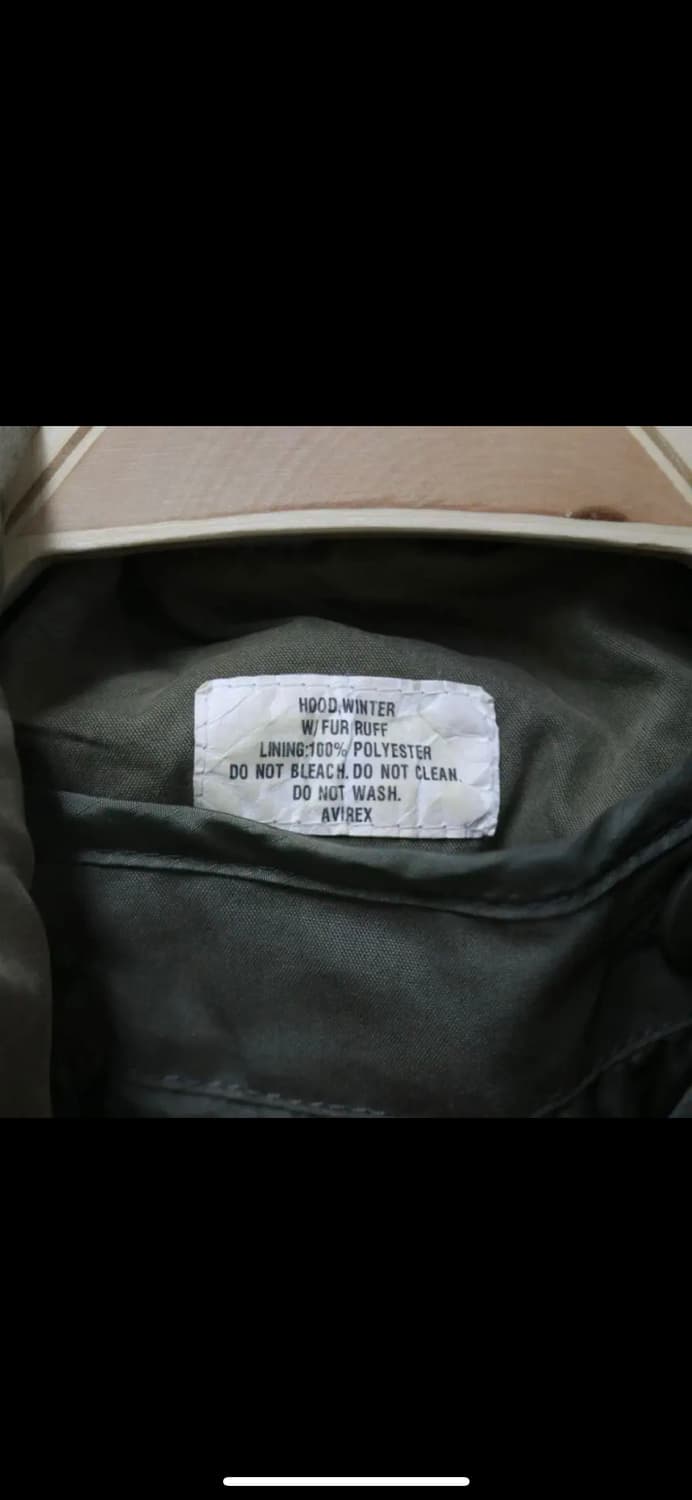 HOOD,WINTER
W/FUR RUFF
LINING:100% POLYESTER
DO NOT BLEACH. DO NOT CLEAN.
DO NOT WASH.
AVIREX